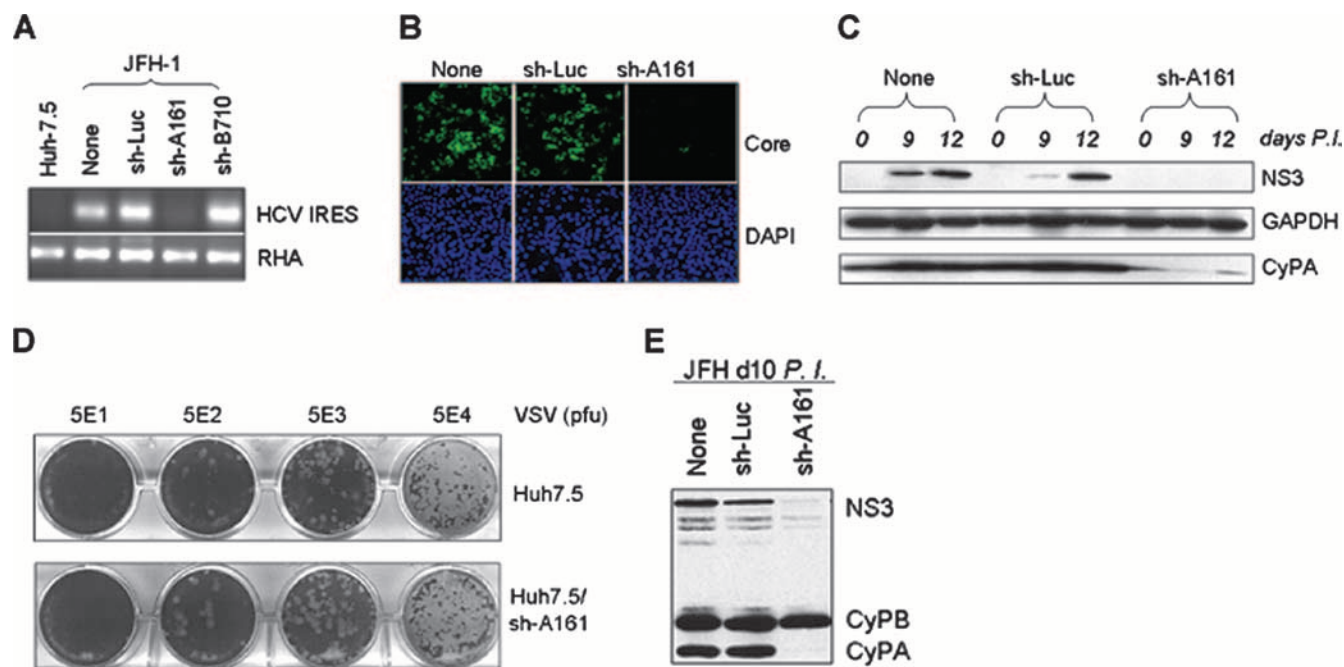 A
JFH-1
Huh-7.5
None
sh-Luc
sh-A161
sh-B710
HCV IRES
RHA
B
None sh-Luc sh-A161
Core
DAPI
C
None sh-Luc sh-A161
0 9 12 0 9 12 0 9 12 days P.I.
NS3
GAPDH
CyPA
D
5E1 5E2 5E3 5E4 VSV (pfu)
Huh7.5
Huh7.5/
sh-A161
E
JFH d10 P. I.
None
sh-Luc
sh-A161
NS3
CyPB
CyPA